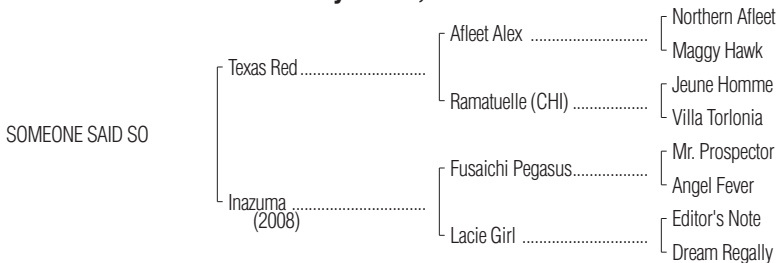 Northern Afleet
Afleet Alex ..............................
Maggy Hawk
Texas Red ................................
Jeune Homme
Ramatuelle (CHI) ...................
Villa Torlonia
SOMEONE SAID SO
Mr. Prospector
Fusaichi Pegasus.....................
Angel Fever
Inazuma ..................................
(2008)
Editor's Note
Lacie Girl ................................
Dream Regally